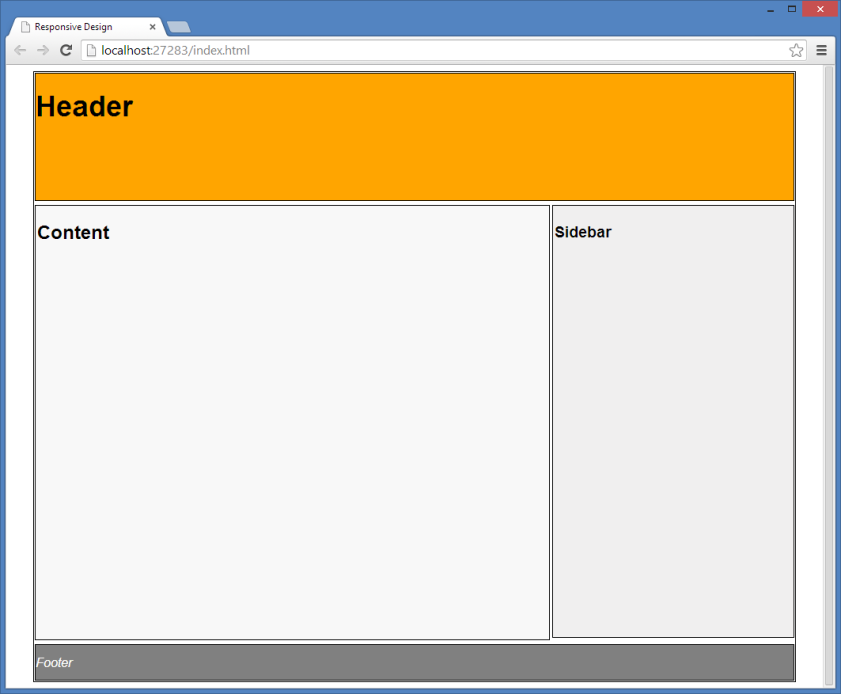 Responsive Design
localhost:27283/index.html
Header
Content
Sidebar
Footer